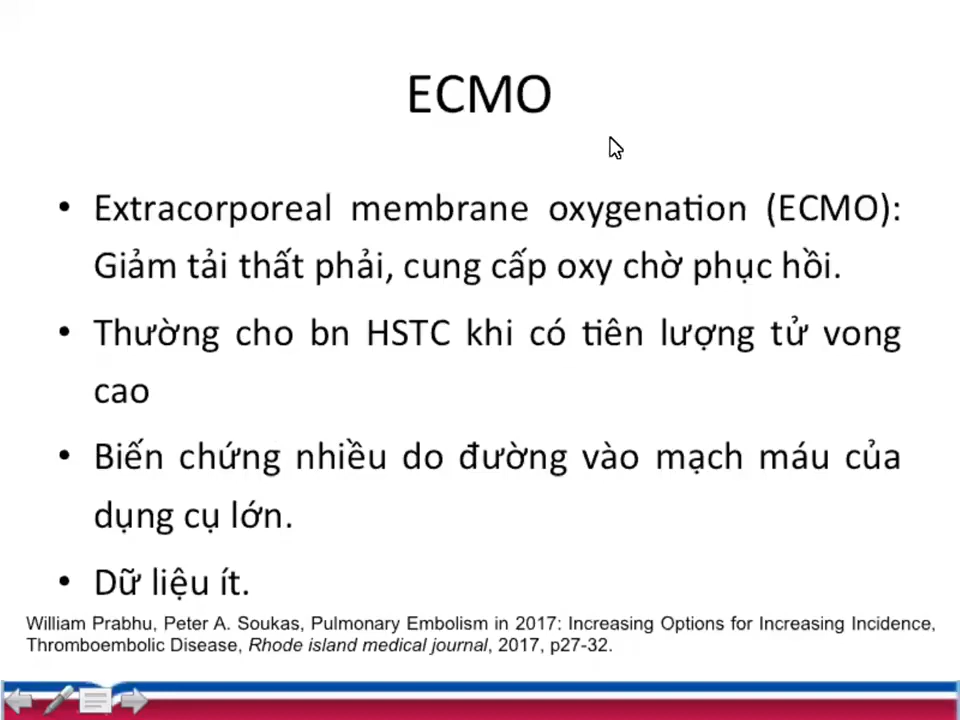 ECMO
• Extracorporeal membrane oxygenation (ECMO):
Giảm tải thất phải, cung cấp oxy chờ phục hồi.
• Thường cho bn HSTC khi có tiên lượng tử vong
cao
• Biến chứng nhiều do đường vào mạch máu của
dụng cụ lớn.
• Dữ liệu ít.
William Prabhu, Peter A. Soukas, Pulmonary Embolism in 2017: Increasing Options for Increasing Incidence,
Thromboembolic Disease, Rhode island medical journal, 2017, p27-32.